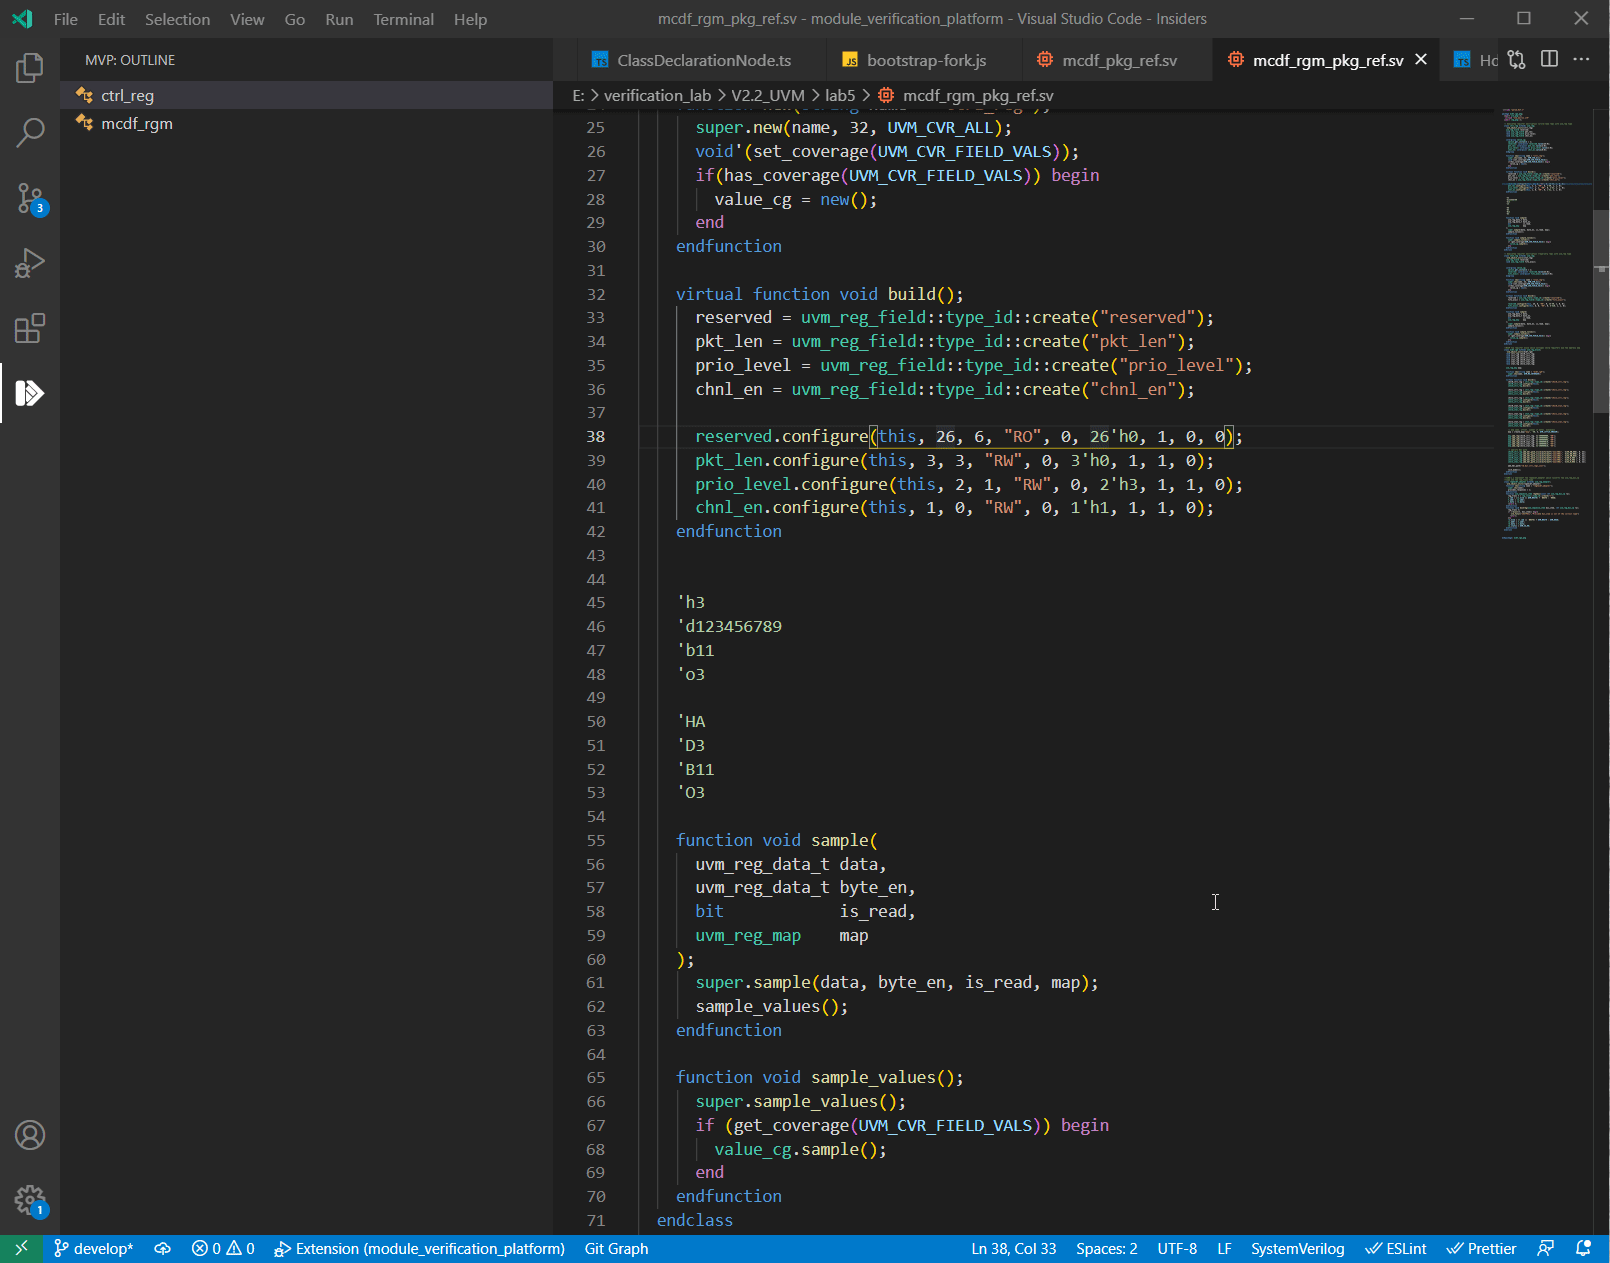 File Edit Selection View Go Run Terminal Help
mcdf_rgm_pkg_ref.sv - module_verification_platform - Visual Studio Code - Insiders
MVP: OUTLINE
ctrl_reg
mcdf_rgm
TS ClassDeclarationNode.ts
JS bootstrap-fork.js
mcdf_pkg_ref.sv
mcdf_rgm_pkg_ref.sv
TS
E: > verification_lab > V2.2_UVM > lab5 > mcdf_rgm_pkg_ref.sv
25 super.new(name, 32, UVM_CVR_ALL);
26 void'(set_coverage(UVM_CVR_FIELD_VALS));
27 if(has_coverage(UVM_CVR_FIELD_VALS)) begin
28 value_cg = new();
29 end
30 endfunction
31
32 virtual function void build();
33 reserved = uvm_reg_field::type_id::create("reserved");
34 pkt_len = uvm_reg_field::type_id::create("pkt_len");
35 prio_level = uvm_reg_field::type_id::create("prio_level");
36 chnl_en = uvm_reg_field::type_id::create("chnl_en");
37
38 reserved.configure(this, 26, 6, "RO", 0, 26'h0, 1, 0, 0);
39 pkt_len.configure(this, 3, 3, "RW", 0, 3'h0, 1, 1, 0);
40 prio_level.configure(this, 2, 1, "RW", 0, 2'h3, 1, 1, 0);
41 chnl_en.configure(this, 1, 0, "RW", 0, 1'h1, 1, 1, 0);
42 endfunction
43
44
45 'h3
46 'd123456789
47 'b11
48 'o3
49
50 'HA
51 'D3
52 'B11
53 'O3
54
55 function void sample(
56 uvm_reg_data_t data,
57 uvm_reg_data_t byte_en,
58 bit is_read,
59 uvm_reg_map map
60 );
61 super.sample(data, byte_en, is_read, map);
62 sample_values();
63 endfunction
64
65 function void sample_values();
66 super.sample_values();
67 if (get_coverage(UVM_CVR_FIELD_VALS)) begin
68 value_cg.sample();
69 end
70 endfunction
71 endclass
3
1
develop* 0 0 Extension (module_verification_platform) Git Graph
Ln 38, Col 33 Spaces: 2 UTF-8 LF SystemVerilog ESLint Prettier